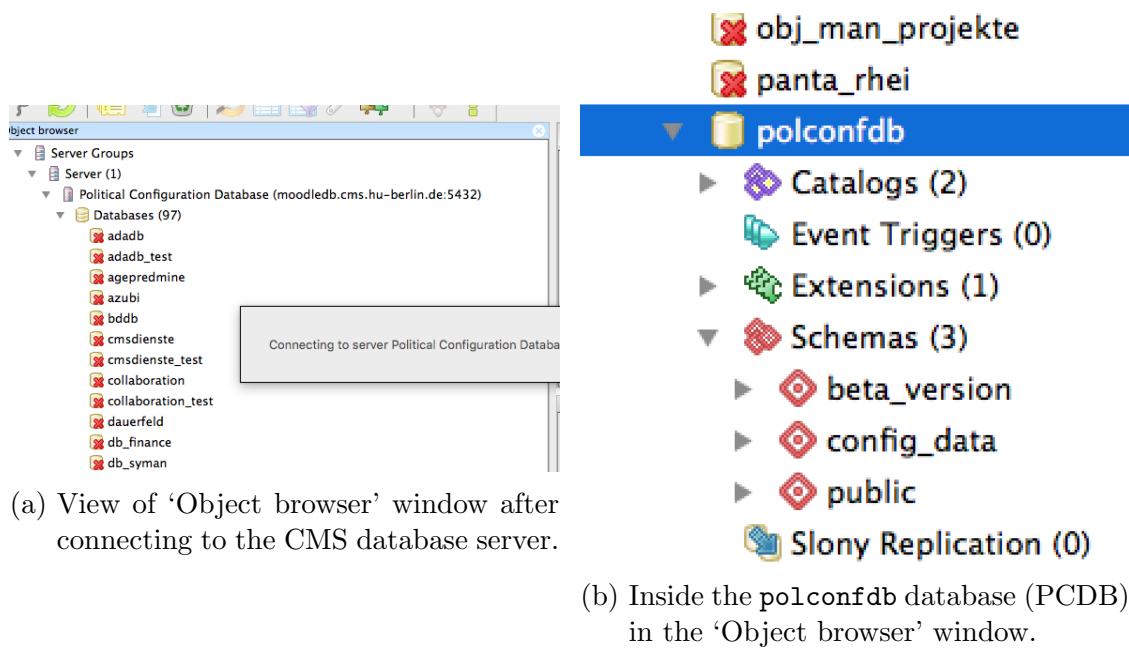 Object browser
Server Groups
Server (1)
Political Configuration Database (moodledb.cms.hu-berlin.de:5432)
Databases (97)
adadb
adadb_test
agepredmine
azubi
bddb
cmsdienste
cmsdienste_test
collaboration
collaboration_test
dauerfeld
db_finance
db_syman
Connecting to server Political Configuration Databa
(a) View of ‘Object browser’ window after
connecting to the CMS database server.
obj_man_projekte
panta_rhei
polconfdb
Catalogs (2)
Event Triggers (0)
Extensions (1)
Schemas (3)
beta_version
config_data
public
Slony Replication (0)
(b) Inside the polconfdb database (PCDB)
in the ‘Object browser’ window.